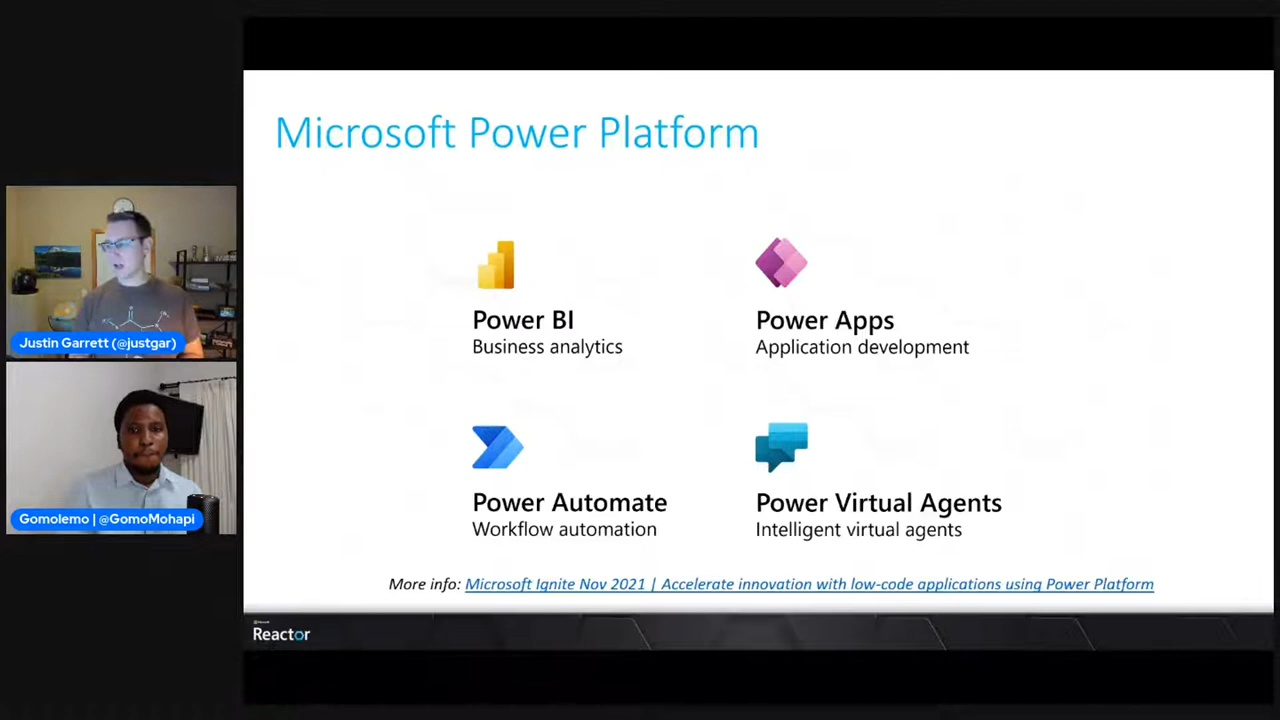 Microsoft Power Platform
Power BI
Business analytics
Power Apps
Application development
Power Automate
Workflow automation
Power Virtual Agents
Intelligent virtual agents
More info: Microsoft Ignite Nov 2021 | Accelerate innovation with low-code applications using Power Platform
Microsoft
Reactor
Justin Garrett (@justgar)
Gomolemo | @GomoMohapi